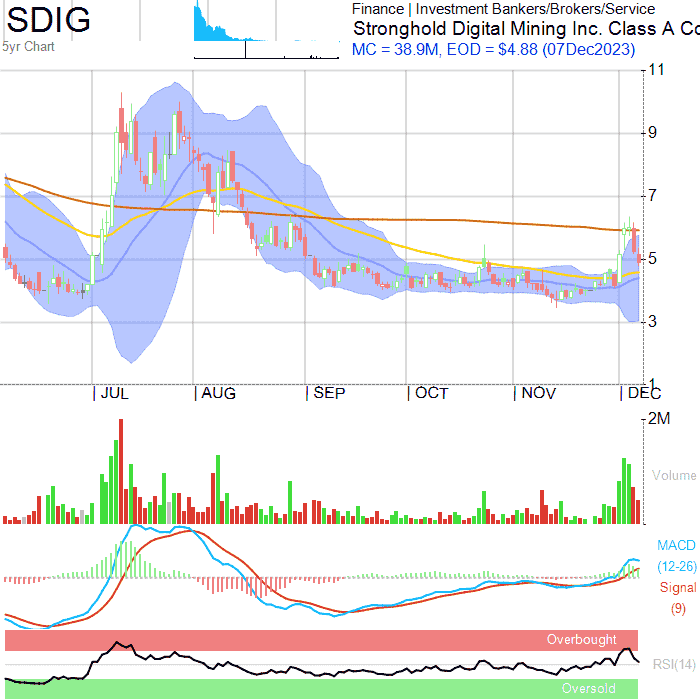 SDIG
5yr Chart
Finance | Investment Bankers/Brokers/Service
Stronghold Digital Mining Inc. Class A Co
MC = 38.9M, EOD = $4.88 (07Dec2023)
11
9
7
5
3
1
JUL
AUG
SEP
OCT
NOV
DEC
2M
Volume
MACD
(12-26)
Signal
(9)
Overbought
RSI(14)
Oversold